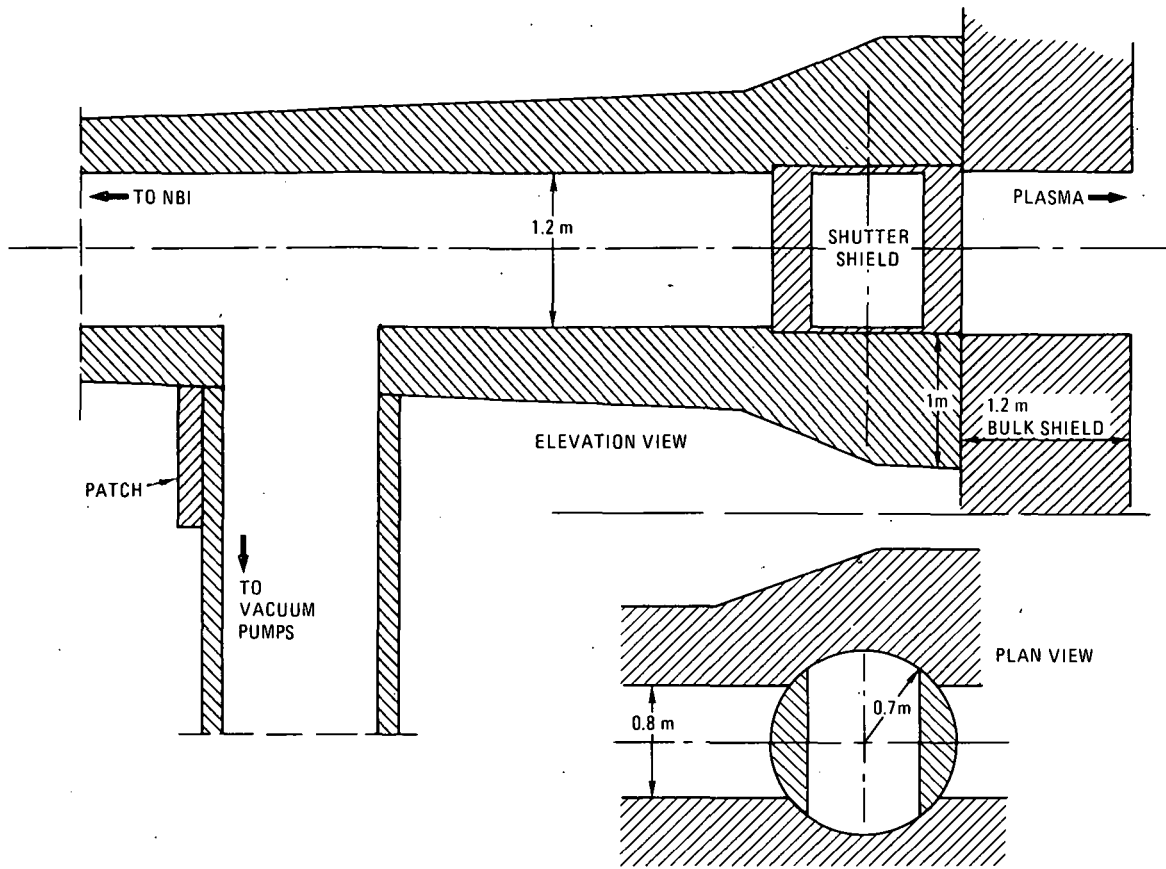 TO NBI
PLASMA
1.2 m
SHUTTER
SHIELD
1m
1.2 m
BULK SHIELD
ELEVATION VIEW
PATCH
TO
VACUUM
PUMPS
PLAN VIEW
0.7m
0.8 m